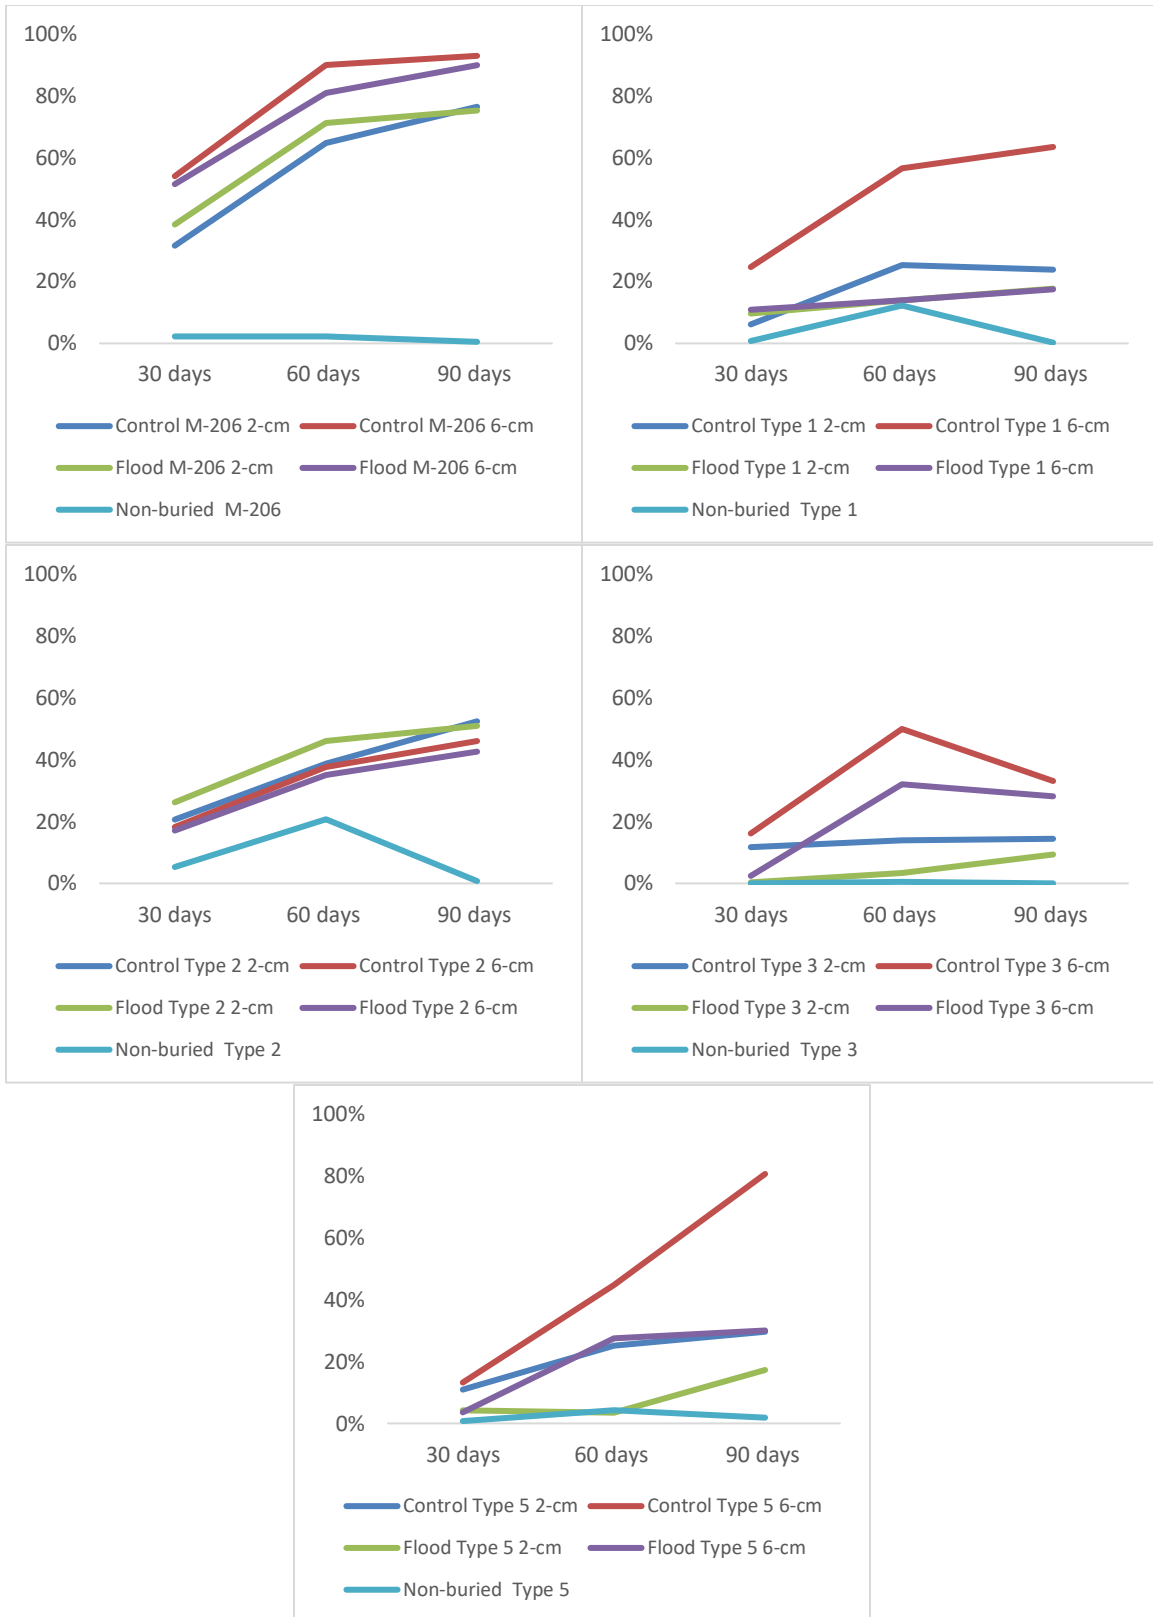 100%
80%
60%
40%
20%
0%
30 days 60 days 90 days
Control M-206 2-cm Control M-206 6-cm
Flood M-206 2-cm Flood M-206 6-cm
Non-buried M-206
100%
80%
60%
40%
20%
0%
30 days 60 days 90 days
Control Type 1 2-cm Control Type 1 6-cm
Flood Type 1 2-cm Flood Type 1 6-cm
Non-buried Type 1
100%
80%
60%
40%
20%
0%
30 days 60 days 90 days
Control Type 2 2-cm Control Type 2 6-cm
Flood Type 2 2-cm Flood Type 2 6-cm
Non-buried Type 2
100%
80%
60%
40%
20%
0%
30 days 60 days 90 days
Control Type 3 2-cm Control Type 3 6-cm
Flood Type 3 2-cm Flood Type 3 6-cm
Non-buried Type 3
100%
80%
60%
40%
20%
0%
30 days 60 days 90 days
Control Type 5 2-cm Control Type 5 6-cm
Flood Type 5 2-cm Flood Type 5 6-cm
Non-buried Type 5